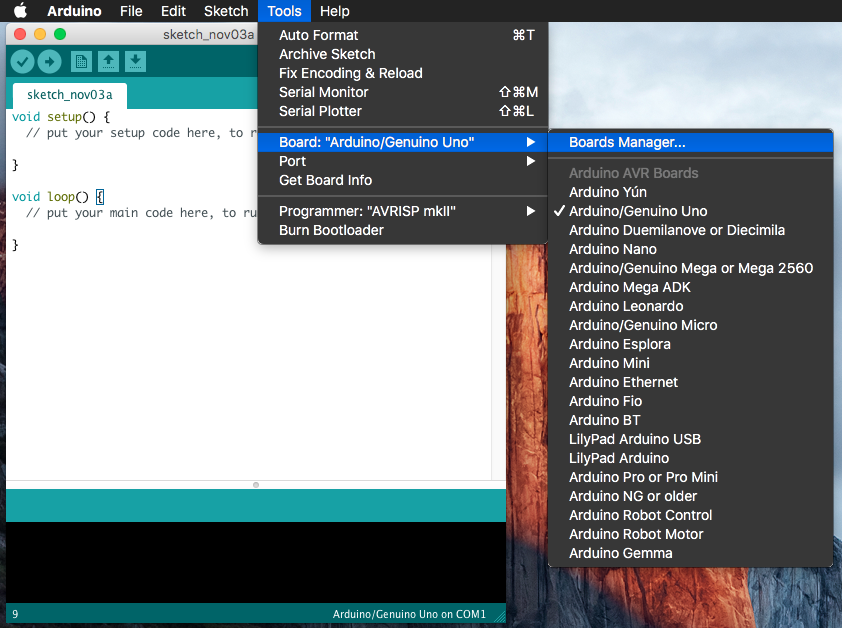 Arduino File Edit Sketch Tools Help
sketch_nov03a
sketch_nov03a
void setup() {
// put your setup code here, to r
}
void loop() {
// put your main code here, to ru
}
9
Arduino/Genuino Uno on COM1
Auto Format ⌘T
Archive Sketch
Fix Encoding & Reload
Serial Monitor ⇧⌘M
Serial Plotter ⇧⌘L
Board: "Arduino/Genuino Uno"
Port
Get Board Info
Programmer: "AVRISP mkII"
Burn Bootloader
Boards Manager...
Arduino AVR Boards
Arduino Yún
Arduino/Genuino Uno
Arduino Duemilanove or Diecimila
Arduino Nano
Arduino/Genuino Mega or Mega 2560
Arduino Mega ADK
Arduino Leonardo
Arduino/Genuino Micro
Arduino Esplora
Arduino Mini
Arduino Ethernet
Arduino Fio
Arduino BT
LilyPad Arduino USB
LilyPad Arduino
Arduino Pro or Pro Mini
Arduino NG or older
Arduino Robot Control
Arduino Robot Motor
Arduino Gemma